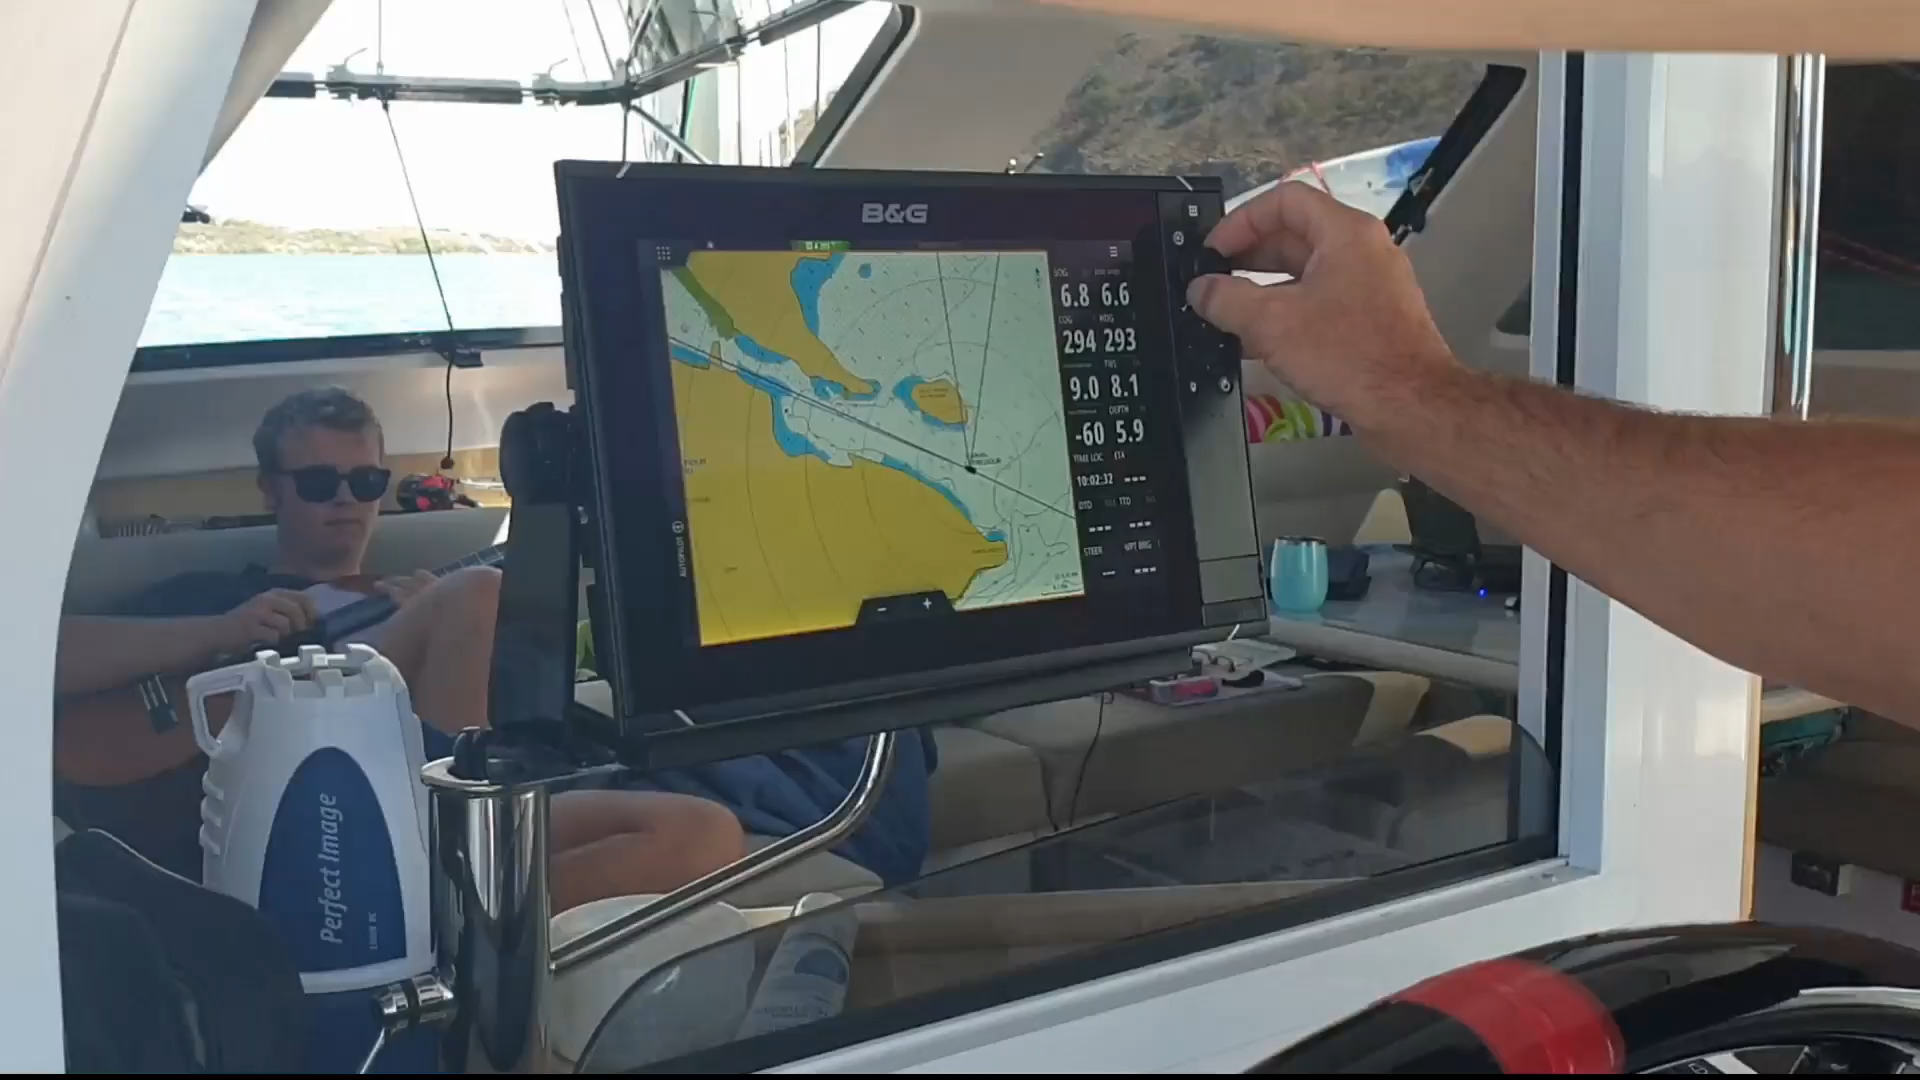 B&G
SOG
6.8 6.6
COG
294 293
TWS
9.0 8.1
DEPTH
-60 5.9
TIME LOC ETA
10:02:32 ---
DTD TTD
--- ---
STEER WPT BRG
--- ---
AUTOPILOT
- +
Perfect Image